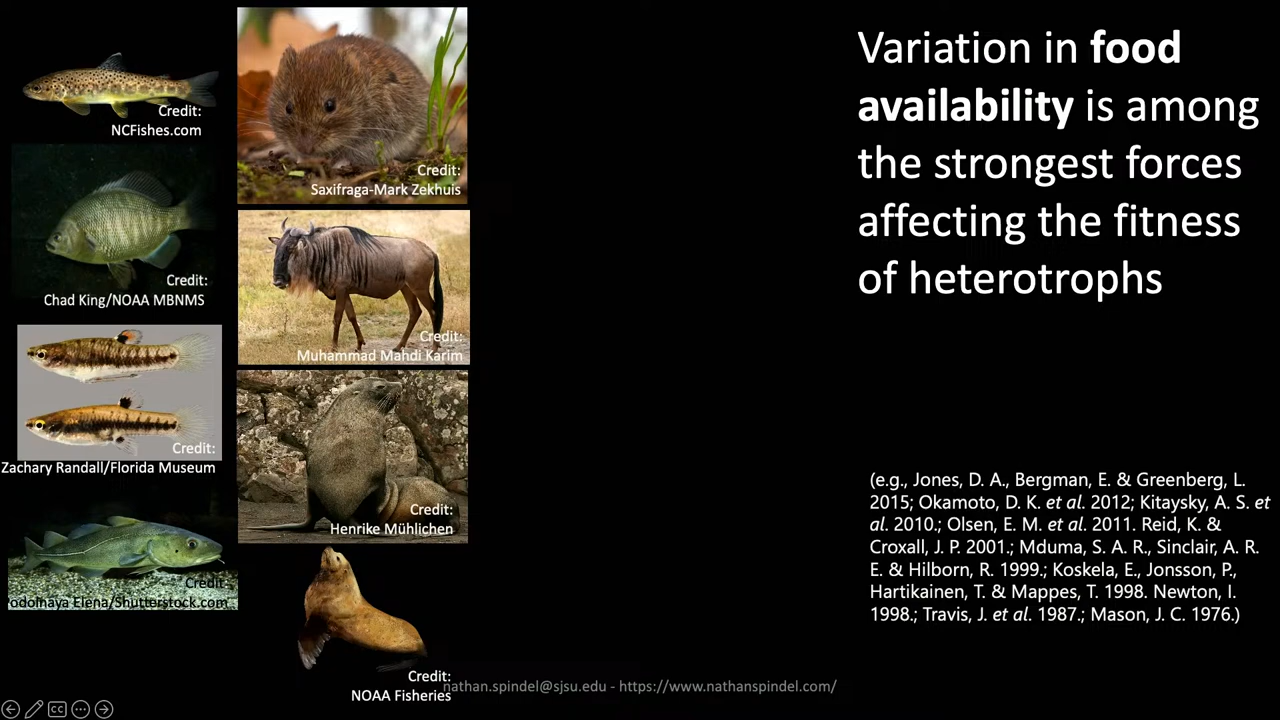 Variation in food
availability is among
the strongest forces
affecting the fitness
of heterotrophs
Credit:
NCFishes.com
Credit:
Chad King/NOAA MBNMS
Credit:
Zachary Randall/Florida Museum
Credit:
Elena/Shutterstock.com
Credit:
Saxifraga-Mark Zekhuis
Credit:
Muhammad Mahdi Karim
Credit:
Henrike Mühlichen
Credit:
NOAA Fisheries
(e.g., Jones, D. A., Bergman, E. & Greenberg, L.
2015; Okamoto, D. K. et al. 2012; Kitaysky, A. S. et
al. 2010.; Olsen, E. M. et al. 2011. Reid, K. &
Croxall, J. P. 2001.; Mduma, S. A. R., Sinclair, A. R.
E. & Hilborn, R. 1999.; Koskela, E., Jonsson, P.,
Hartikainen, T. & Mappes, T. 1998. Newton, I.
1998.; Travis, J. et al. 1987.; Mason, J. C. 1976.)
nathan.spindel@sjsu.edu - https://www.nathanspindel.com/
CC